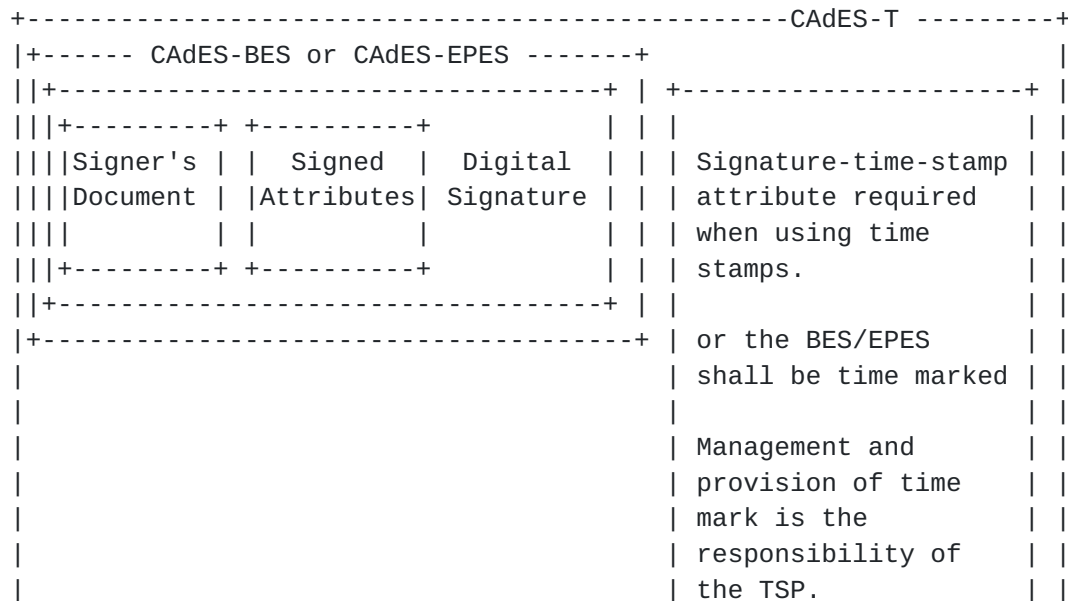 +-------------------------------------------------CAdES-T ---------+
|+------ CAdES-BES or CAdES-EPES -------+                          |
||+-----------------------------------+ | +----------------------+ |
|||+---------+ +----------+           | | |                      | |
||||Signer's | |  Signed  |  Digital  | | | Signature-time-stamp | |
||||Document | |Attributes| Signature | | | attribute required   | |
||||         | |          |           | | | when using time      | |
|||+---------+ +----------+           | | | stamps.              | |
||+-----------------------------------+ | |                      | |
|+--------------------------------------+ | or the BES/EPES      | |
|                                         | shall be time marked | |
|                                         |                      | |
|                                         | Management and       | |
|                                         | provision of time    | |
|                                         | mark is the          | |
|                                         | responsibility of    | |
|                                         | the TSP.             | |